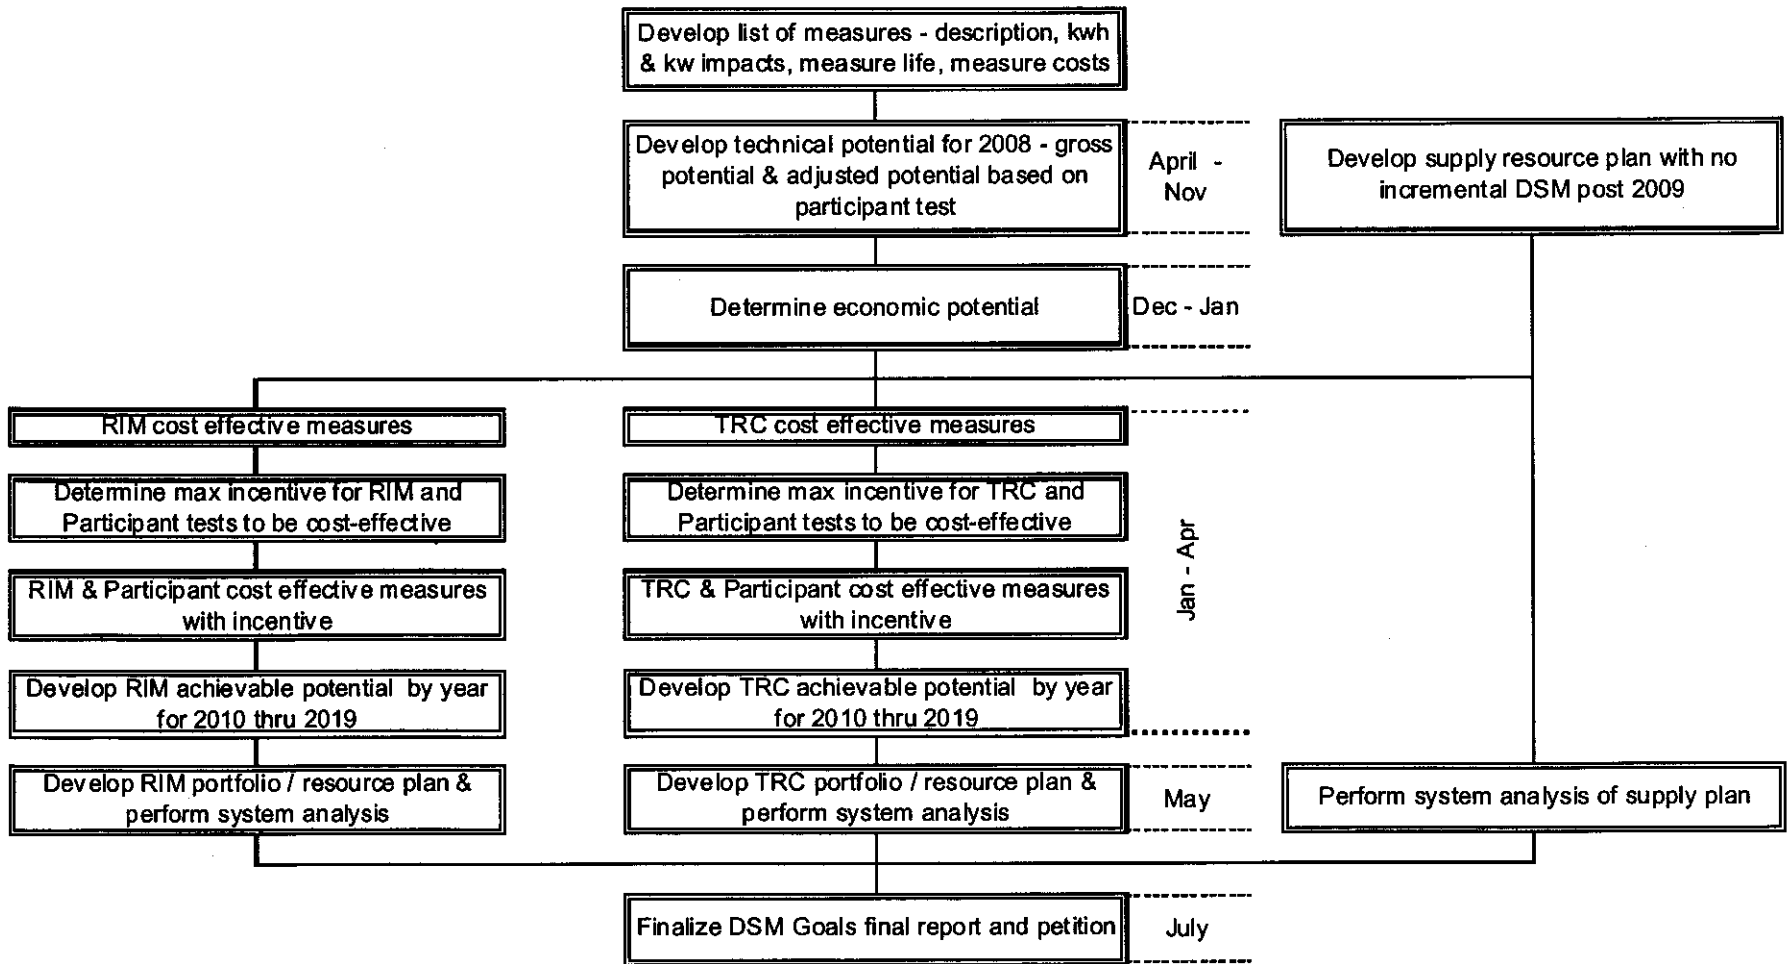 Develop list of measures - description, kwh
& kw impacts, measure life, measure costs
Develop technical potential for 2008 - gross
potential & adjusted potential based on
participant test
April -
Nov
Develop supply resource plan with no
incremental DSM post 2009
Determine economic potential
Dec - Jan
RIM cost effective measures
TRC cost effective measures
Determine max incentive for RIM and
Participant tests to be cost-effective
Determine max incentive for TRC and
Participant tests to be cost-effective
Jan - Apr
RIM & Participant cost effective measures
with incentive
TRC & Participant cost effective measures
with incentive
Develop RIM achievable potential by year
for 2010 thru 2019
Develop TRC achievable potential by year
for 2010 thru 2019
Develop RIM portfolio / resource plan &
perform system analysis
Develop TRC portfolio / resource plan &
perform system analysis
May
Perform system analysis of supply plan
Finalize DSM Goals final report and petition
July